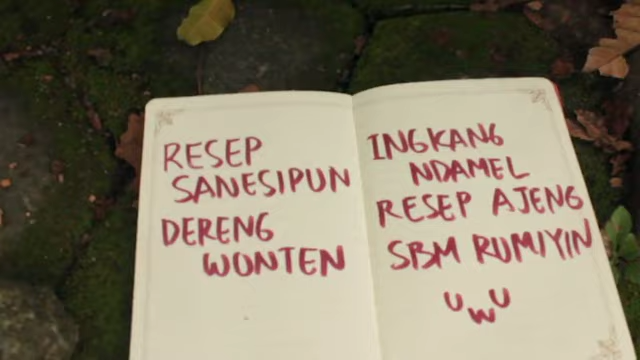 RESEP
SANESIPUN
DERENG
WONTEN
INGKANG
NDAMEL
RESEP AJENG
SBM RUMIYIN
UWU